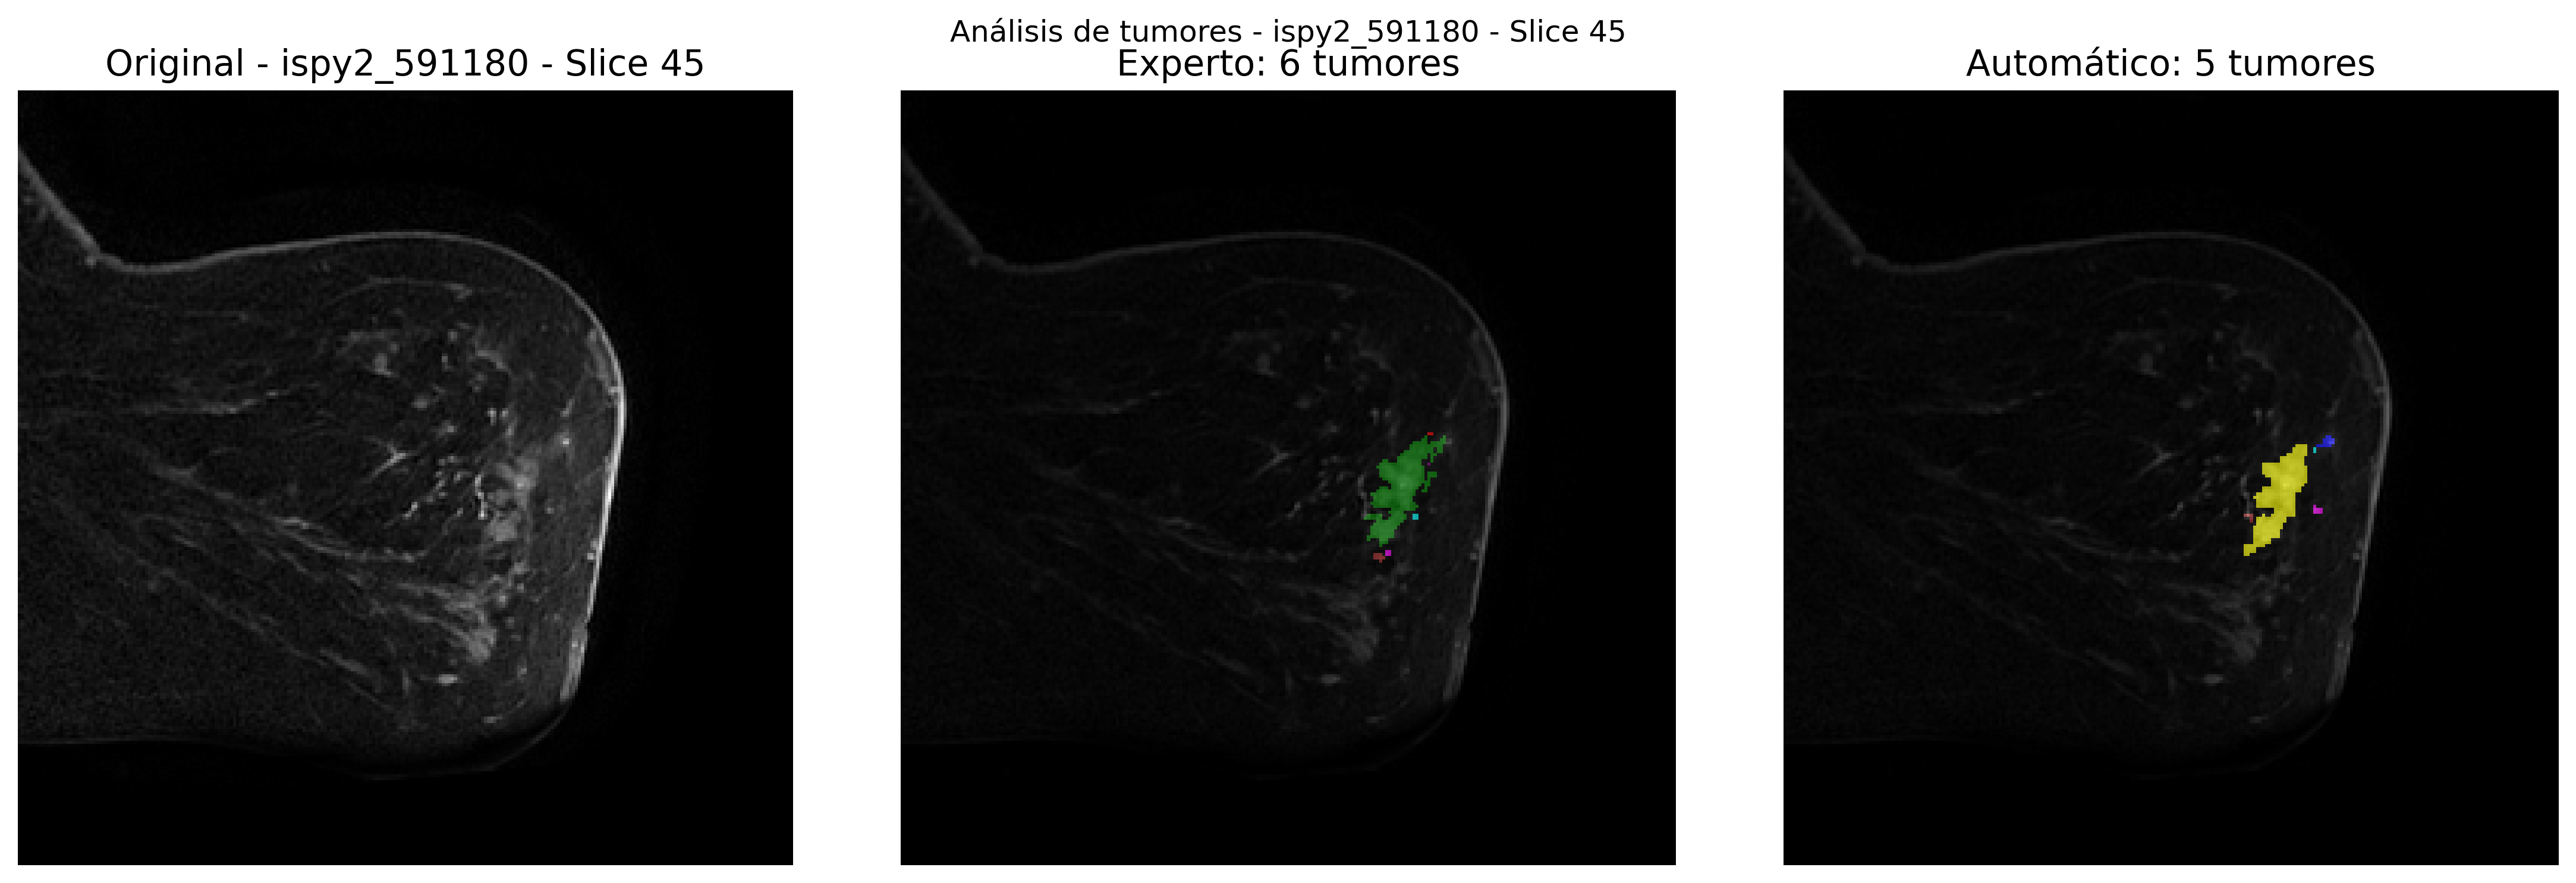 Análisis de tumores - ispy2_591180 - Slice 45
Original - ispy2_591180 - Slice 45
Experto: 6 tumores
Automático: 5 tumores